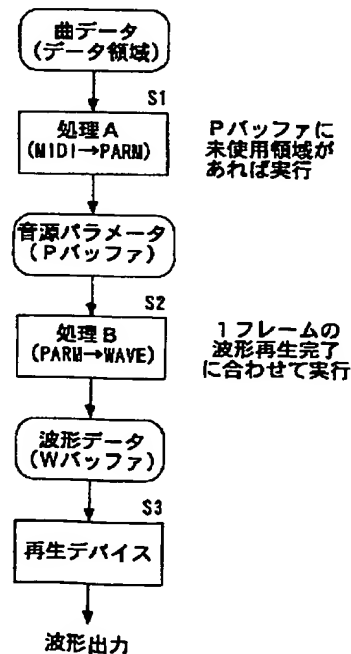 曲データ
(データ領域)
S1
処理A
(MIDI→PARM)
Pバッファに
未使用領域が
あれば実行
音源パラメータ
(Pバッファ)
S2
処理B
(PARM→WAVE)
1フレームの
波形再生完了
に合わせて実行
波形データ
(Wバッファ)
S3
再生デバイス
波形出力